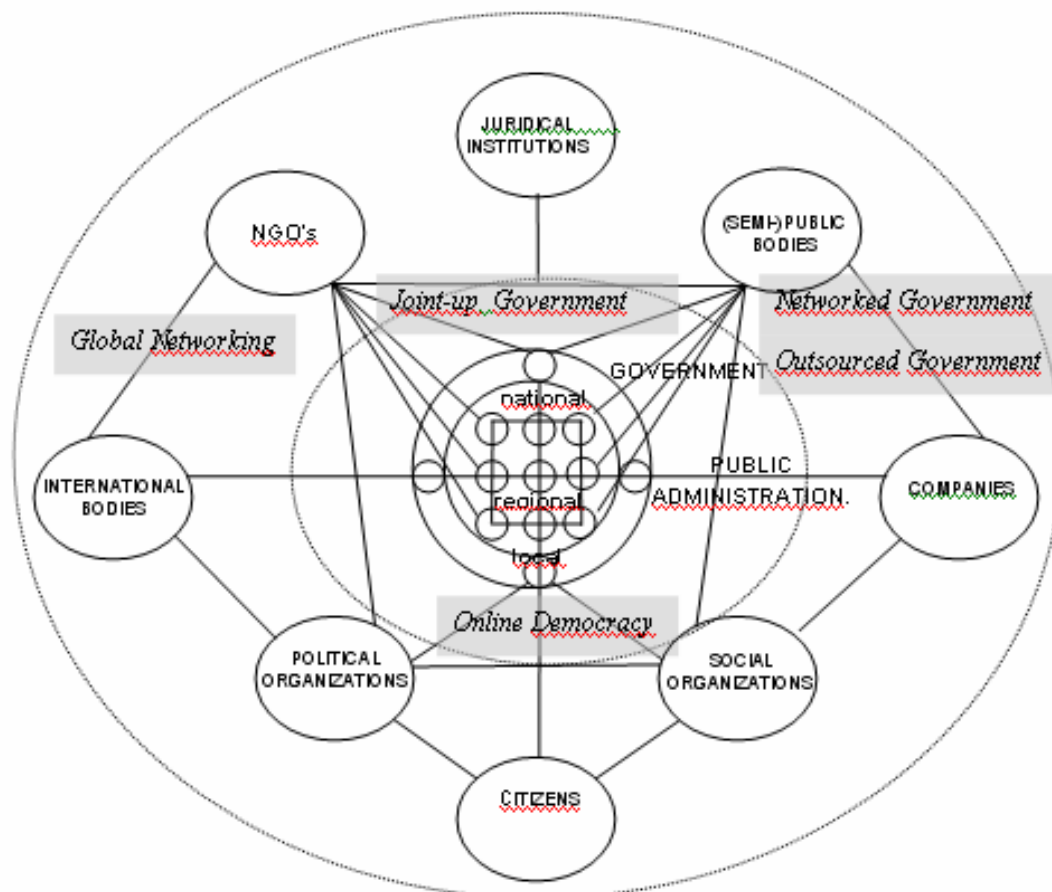 JURIDICAL
INSTITUTIONS
NGO's
(SEMI-)PUBLIC
BODIES
Joint-up Government
Networked Government
Global Networking
Outsourced Government
GOVERNMENT
national
PUBLIC
ADMINISTRATION.
INTERNATIONAL
BODIES
regional
COMPANIES
local
Online Democracy
POLITICAL
ORGANIZATIONS
SOCIAL
ORGANIZATIONS
CITIZENS